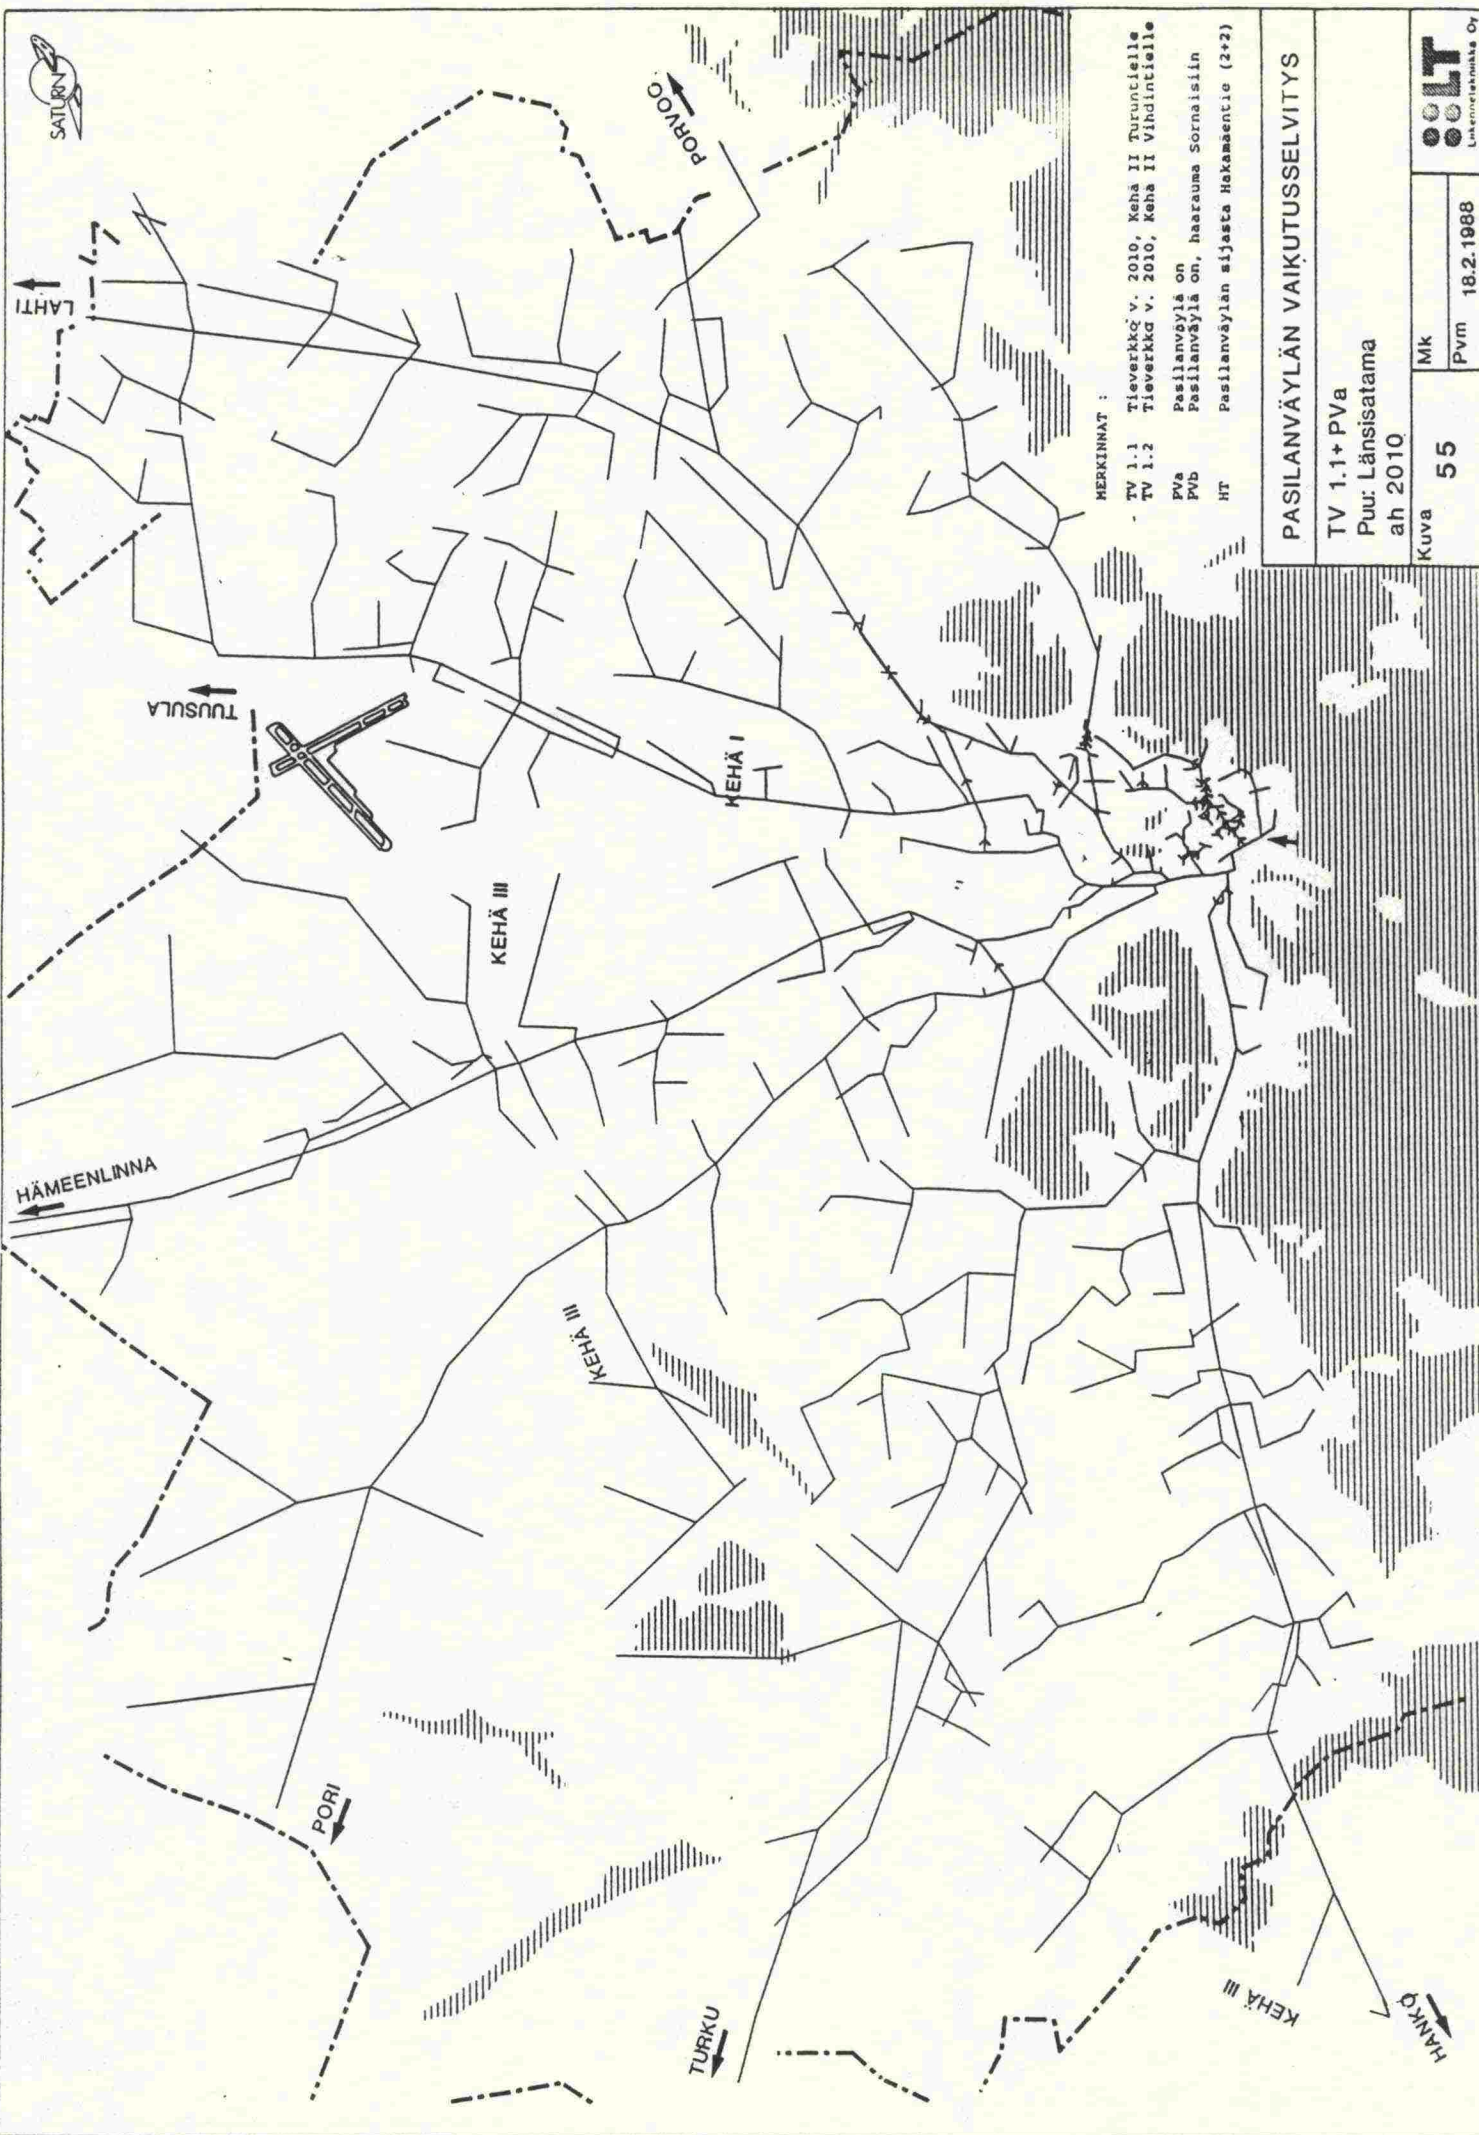 SATURN
LAHTI
TUUSULA
PORVOO
HÄMEENLINNA
KEHÄ III
KEHÄ I
KEHÄ III
PORI
TURKU
KEHÄ III
HANKO
MERKINNAT :
TV 1.1 Tieverkko v. 2010, Kehä II Turuntielle
TV 1.2 Tieverkko v. 2010, Kehä II Vihdintielle
PVa Pasilanväylä on
PVb Pasilanväylä on, haarauma Sörnaisiin
HT Pasilanväylän sijasta Hakamäentie (2+2)
PASILANVÄYLÄN VAIKUTUSSELVITYS
TV 1.1+ PVa
Puu: Länsisatama
ah 2010
Kuva 55
Mk
Pvm 18.2.1988
LT
Liikennetekniikka Oy